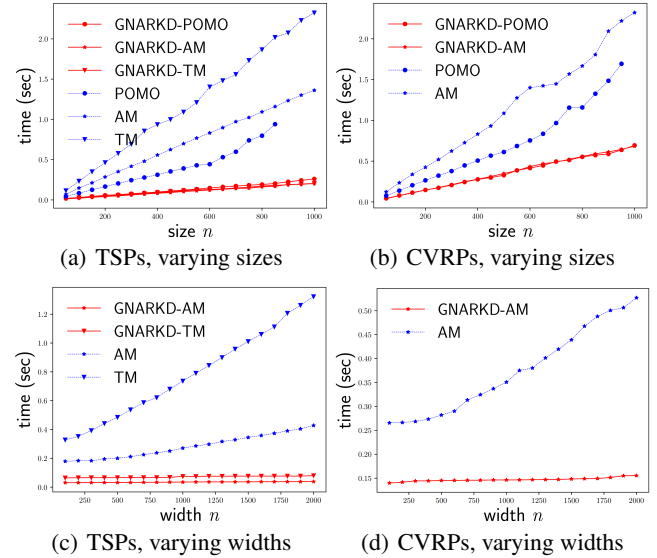 GNARKD-POMO
GNARKD-AM
GNARKD-TM
POMO
AM
TM
time (sec)
2.0
1.5
1.0
0.5
0.0
200 400 600 800 1000
size n
(a) TSPs, varying sizes
GNARKD-POMO
GNARKD-AM
POMO
AM
time (sec)
2.0
1.5
1.0
0.5
0.0
200 400 600 800 1000
size n
(b) CVRPs, varying sizes
GNARKD-AM
GNARKD-TM
AM
TM
time (sec)
1.2
1.0
0.8
0.6
0.4
0.2
0.0
250 500 750 1000 1250 1500 1750 2000
width n
(c) TSPs, varying widths
GNARKD-AM
AM
time (sec)
0.50
0.45
0.40
0.35
0.30
0.25
0.20
0.15
250 500 750 1000 1250 1500 1750 2000
width n
(d) CVRPs, varying widths